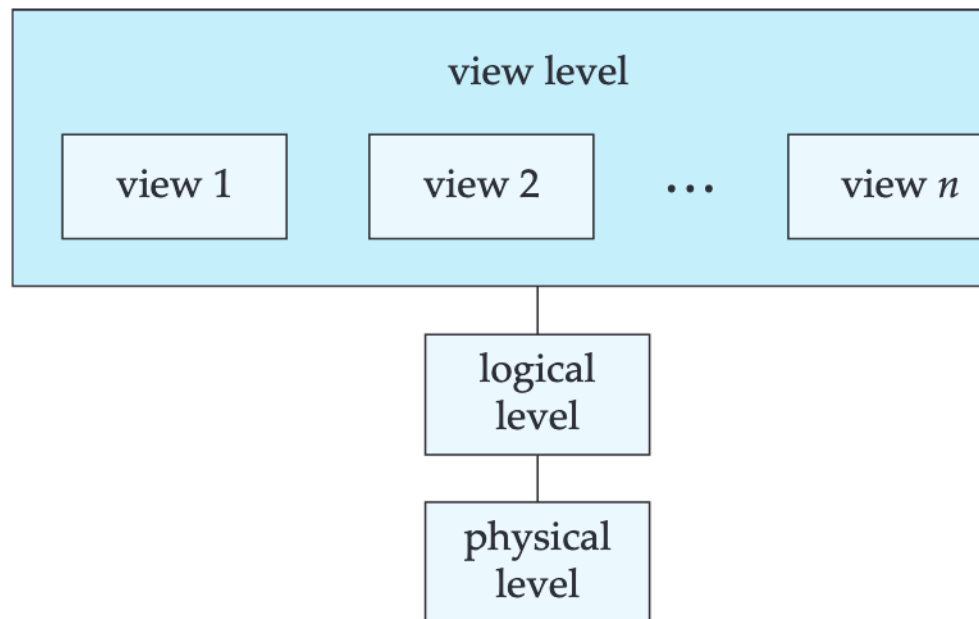 view level
view 1
view 2
...
view n
logical
level
physical
level